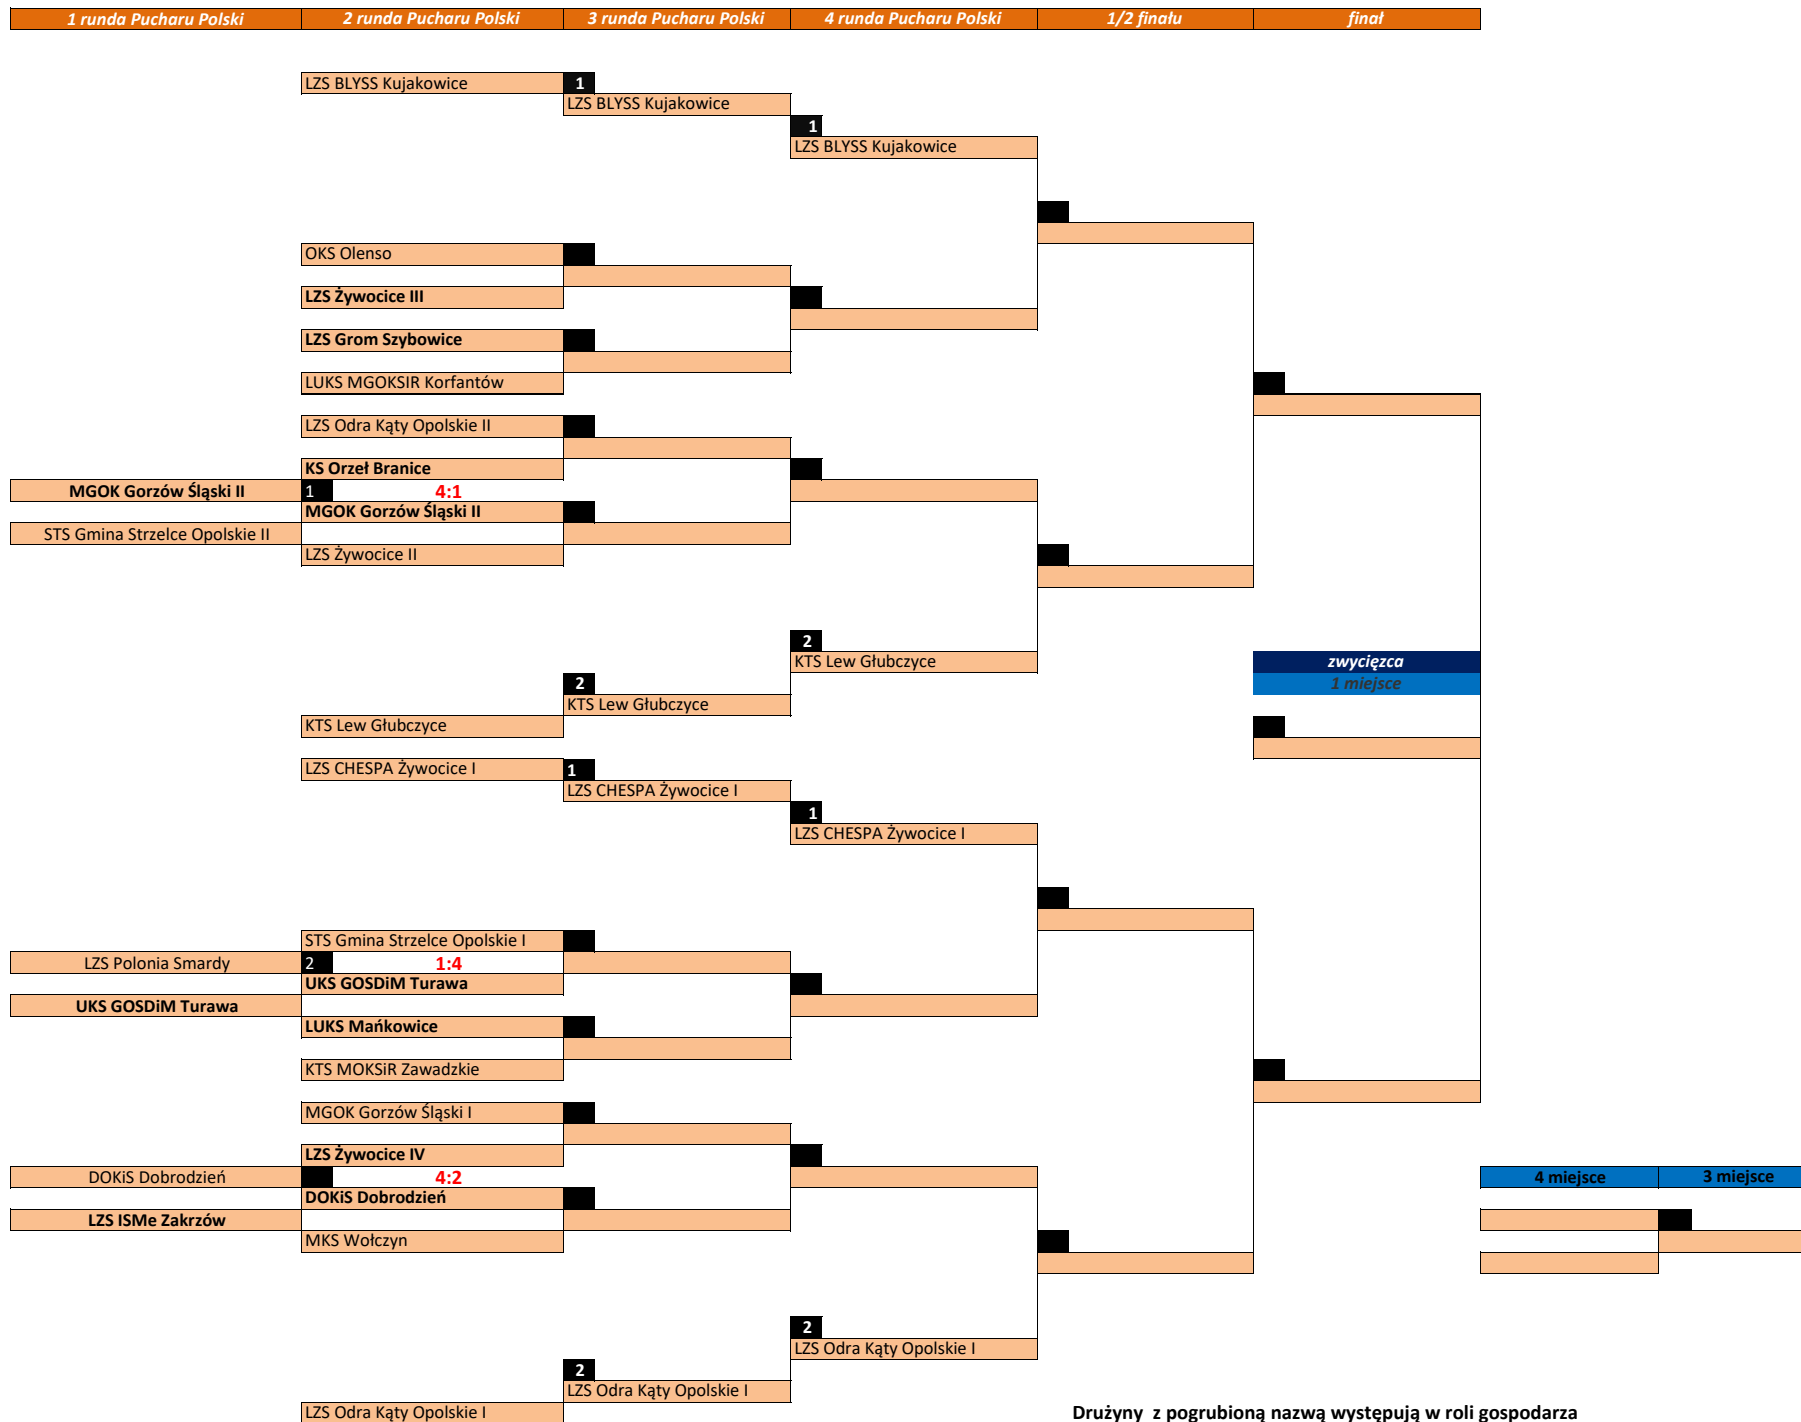 1 runda Pucharu Polski 2 runda Pucharu Polski 3 runda Pucharu Polski 4 runda Pucharu Polski 1/2 finału finał
LZS BLYSS Kujakowice 1
LZS BLYSS Kujakowice
1
LZS BLYSS Kujakowice
OKS Olenso
LZS Żywocice III
LZS Grom Szybowice
LUKS MGOKSIR Korfantów
LZS Odra Kąty Opolskie II
KS Orzeł Branice
MGOK Gorzów Śląski II 1 4:1
MGOK Gorzów Śląski II
STS Gmina Strzelce Opolskie II
LZS Żywocice II
2
KTS Lew Głubczyce zwycięzca
2 1 miejsce
KTS Lew Głubczyce
KTS Lew Głubczyce
LZS CHESPA Żywocice I 1
LZS CHESPA Żywocice I
1
LZS CHESPA Żywocice I
STS Gmina Strzelce Opolskie I
LZS Polonia Smardy 2 1:4
UKS GOSDiM Turawa
UKS GOSDiM Turawa
LUKS Mańkowice
KTS MOKSiR Zawadzkie
MGOK Gorzów Śląski I
LZS Żywocice IV
DOKiS Dobrodzień 4:2 4 miejsce 3 miejsce
DOKiS Dobrodzień
LZS ISMe Zakrzów
MKS Wołczyn
2
LZS Odra Kąty Opolskie I
2
LZS Odra Kąty Opolskie I
LZS Odra Kąty Opolskie I Drużyny z pogrubioną nazwą występują w roli gospodarza